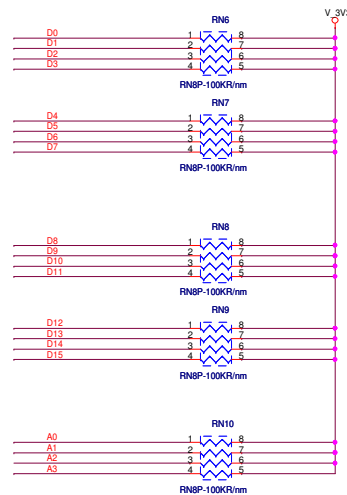 V_3V
RN6
D0 1 8
D1 2 7
D2 3 6
D3 4 5
RN8P-100KR/nm
RN7
D4 1 8
D5 2 7
D6 3 6
D7 4 5
RN8P-100KR/nm
RN8
D8 1 8
D9 2 7
D10 3 6
D11 4 5
RN8P-100KR/nm
RN9
D12 1 8
D13 2 7
D14 3 6
D15 4 5
RN8P-100KR/nm
RN10
A0 1 8
A1 2 7
A2 3 6
A3 4 5
RN8P-100KR/nm